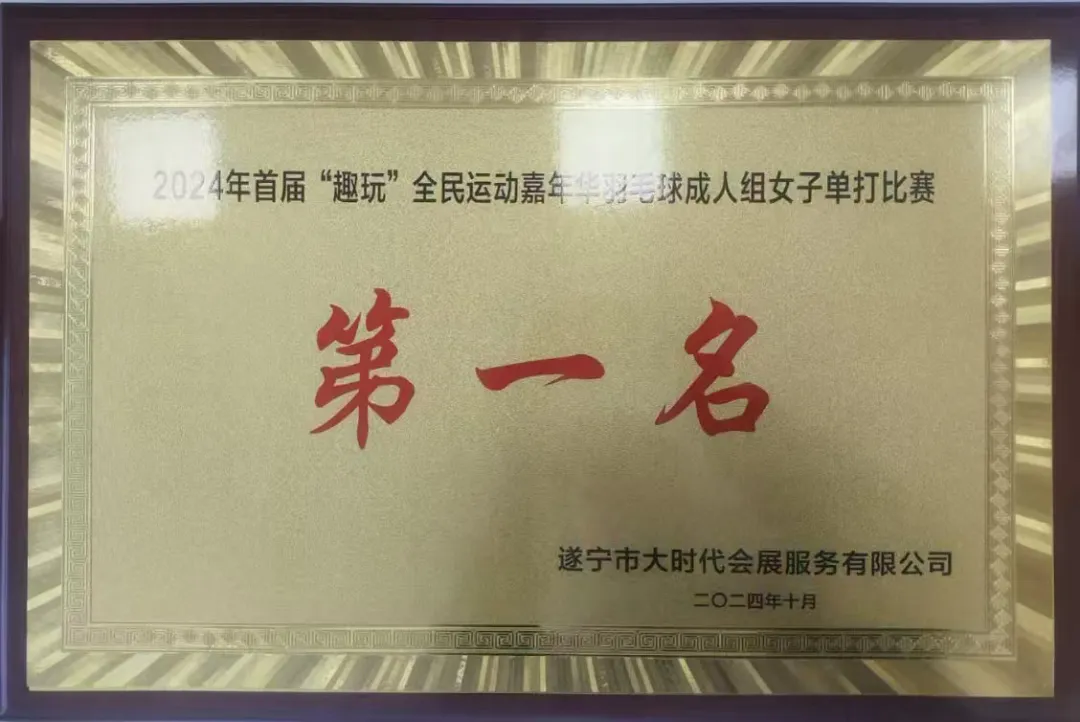 2024年首届“趣玩”全民运动嘉年华羽毛球成人组女子单打比赛
第一名
遂宁市大时代会展服务有限公司
二〇二四年十月